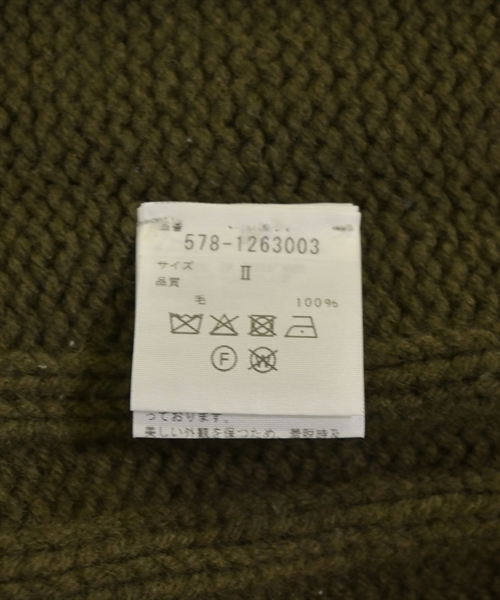 品番
578-1263003
サイズ II
品質
毛 100%
F
W
っております。
美しい外観を保つため、着脱時及